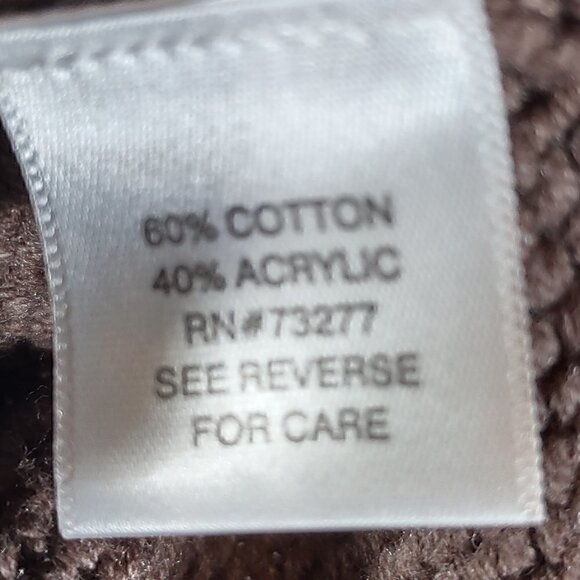 60% COTTON
40% ACRYLIC
RN#73277
SEE REVERSE
FOR CARE